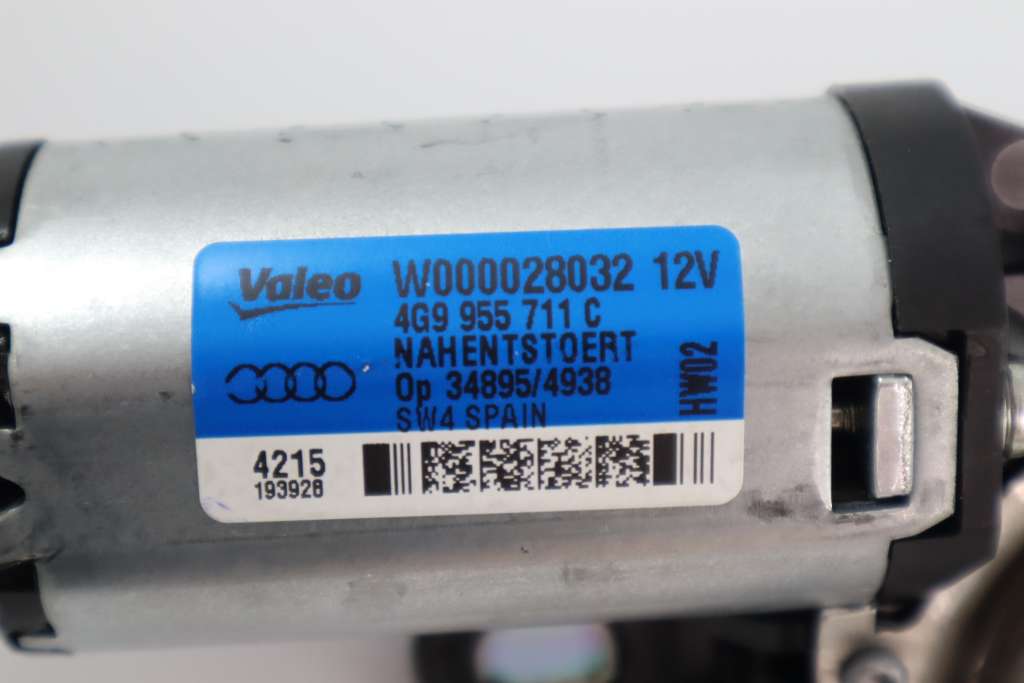 Valeo W000028032 12V
4G9 955 711 C
NAHENTSTOERT
Op 34895/4938
SW4 SPAIN
HW02
4215
193928